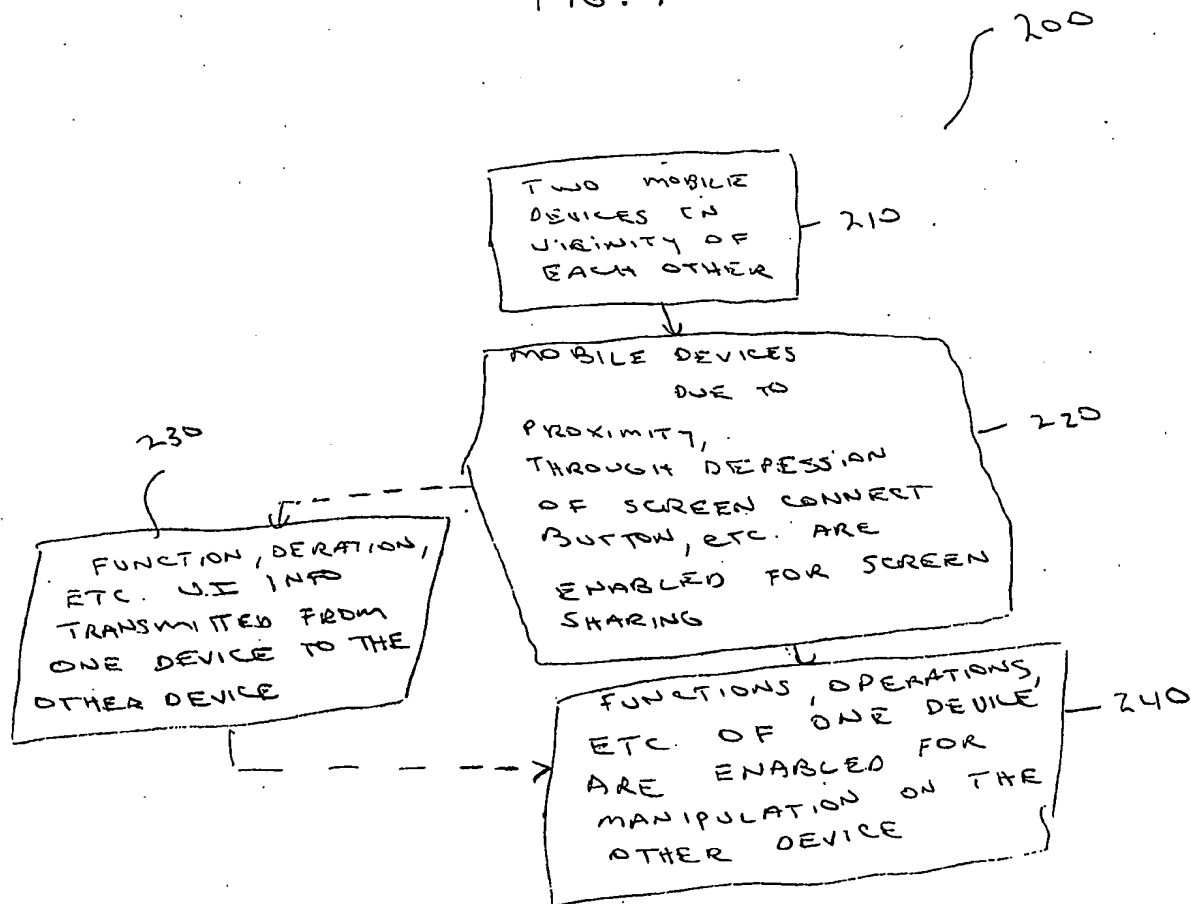 200
TWO MOBILE
DEVICES IN
VICINITY OF
EACH OTHER
210
MOBILE DEVICES
DUE TO
PROXIMITY,
THROUGH DEPESSION
OF SCREEN CONNECT
BUTTON, ETC. ARE
ENABLED FOR SCREEN
SHARING
220
230
FUNCTION, OERATION,
ETC. U.I INFO
TRANSMITTED FROM
ONE DEVICE TO THE
OTHER DEVICE
FUNCTIONS, OPERATIONS,
ETC. OF ONE DEVICE
ARE ENABLED FOR
MANIPULATION ON THE
OTHER DEVICE
240